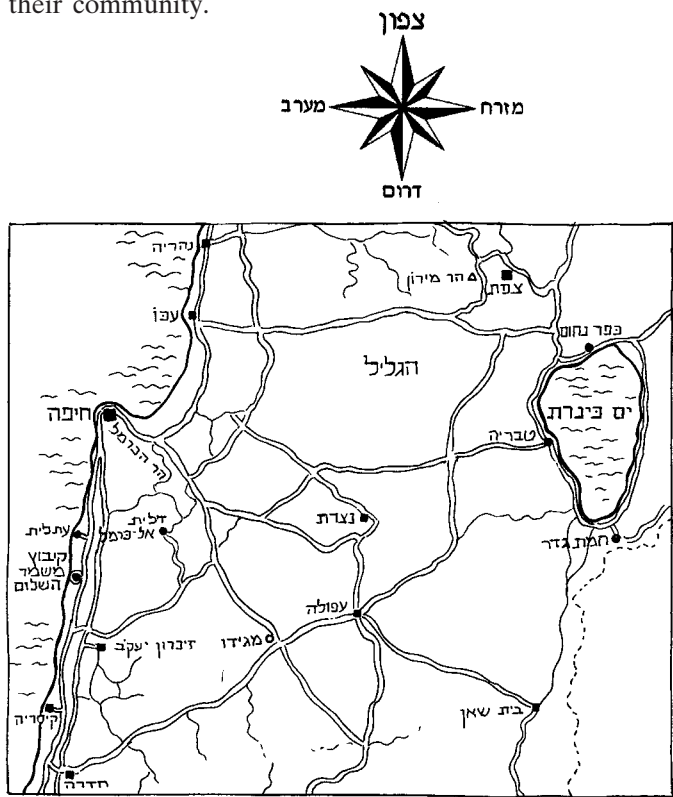 their community.
צפון
מערב
מזרח
דרום
נהריה
הר מירון
צפת
עכו
כפר נחום
הגליל
ים כינרת
חיפה
הר הכרמל
טבריה
נצרת
דלית
אל-כרמל
עתלית
חמת גדר
קיבוץ
משמר
השלום
עפולה
מגידו
זיכרון יעקב
בית שאן
קיסריה
חדרה